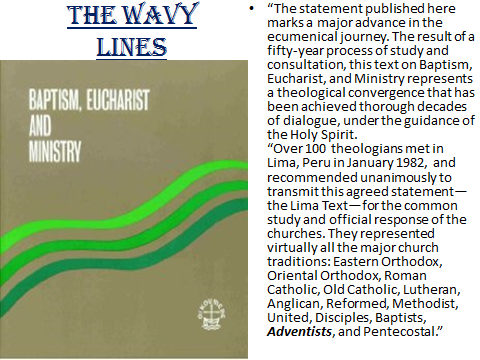 THE WAVY
LINES
BAPTISM, EUCHARIST
AND
MINISTRY
OIKOUMENE
• “The statement published here
marks a major advance in the
ecumenical journey. The result of a
fifty-year process of study and
consultation, this text on Baptism,
Eucharist, and Ministry represents
a theological convergence that has
been achieved thorough decades
of dialogue, under the guidance of
the Holy Spirit.
“Over 100 theologians met in
Lima, Peru in January 1982, and
recommended unanimously to
transmit this agreed statement—
the Lima Text—for the common
study and official response of the
churches. They represented
virtually all the major church
traditions: Eastern Orthodox,
Oriental Orthodox, Roman
Catholic, Old Catholic, Lutheran,
Anglican, Reformed, Methodist,
United, Disciples, Baptists,
Adventists, and Pentecostal.”